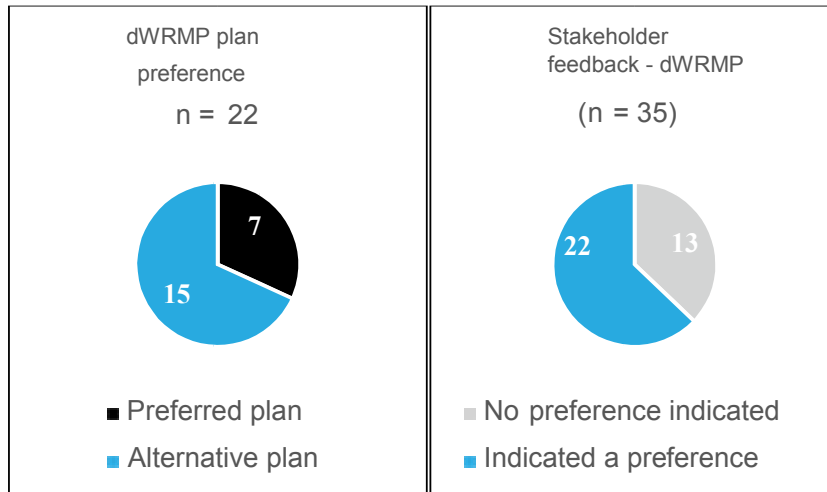 dWRMP plan
preference
n = 22
7
15
Preferred plan
Alternative plan
Stakeholder
feedback - dWRMP
(n = 35)
22
13
No preference indicated
Indicated a preference